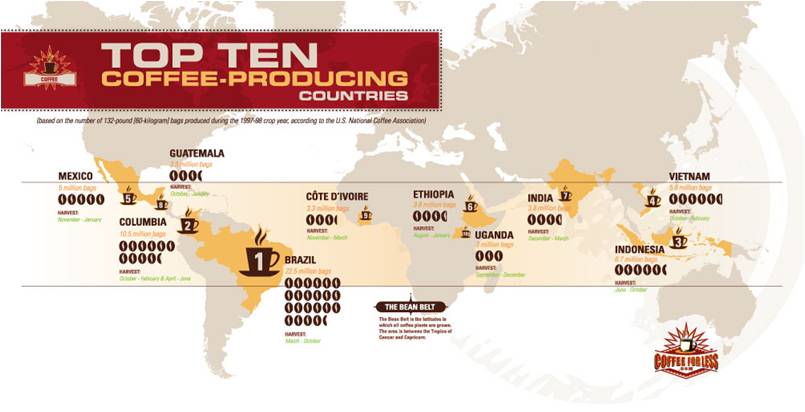 COFFEE
TOP TEN
COFFEE-PRODUCING
COUNTRIES
(based on the number of 132-pound [60-kilogram] bags produced during the 1997-98 crop year, according to the U.S. National Coffee Association)
GUATEMALA
million bags
HARVEST:
October, January
MEXICO
5 million bags
HARVEST:
November - January
5
COLUMBIA
10.5 million bags
HARVEST:
October - February & April - June
2
CÔTE D'IVOIRE
3.3 million bags
HARVEST:
November - March
9
BRAZIL
22.5 million bags
HARVEST:
March - October
1
ETHIOPIA
3.8 million bags
HARVEST:
August - January
6
UGANDA
3 million bags
HARVEST:
September - December
10
INDIA
3.8 million bags
HARVEST:
December - March
7
VIETNAM
5.8 million bags
HARVEST:
October - February
4
INDONESIA
6.7 million bags
HARVEST:
June - October
3
THE BEAN BELT
The Bean Belt is the latitudes in
which all coffee plants are grown.
The area is between the Tropics of
Cancer and Capricorn.
COFFEE FOR LESS